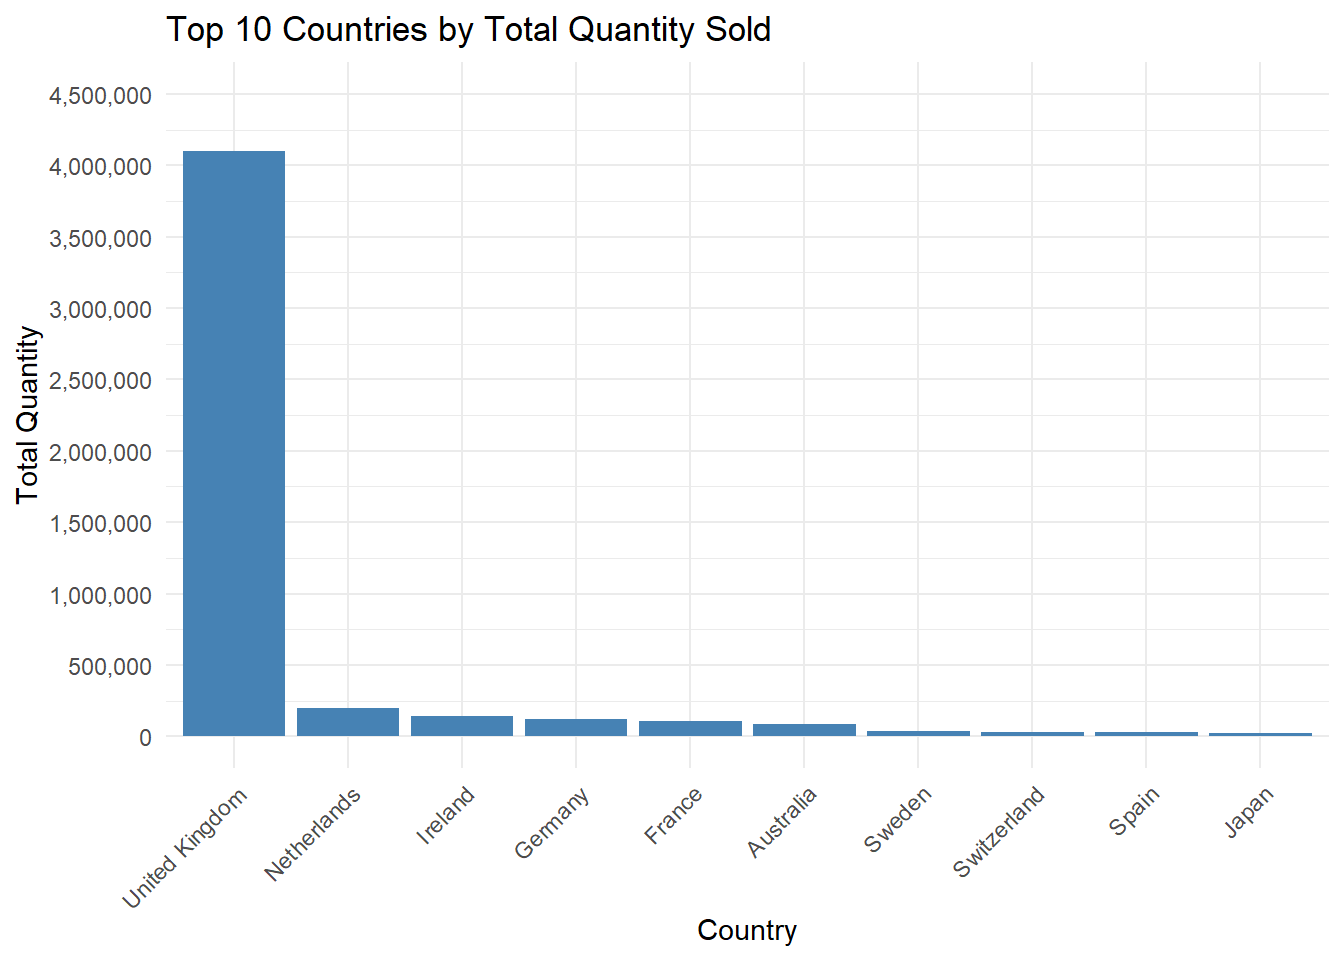 Top 10 Countries by Total Quantity Sold
Total Quantity
4,500,000
4,000,000
3,500,000
3,000,000
2,500,000
2,000,000
1,500,000
1,000,000
500,000
0
United Kingdom
Netherlands
Ireland
Germany
France
Australia
Sweden
Switzerland
Spain
Japan
Country